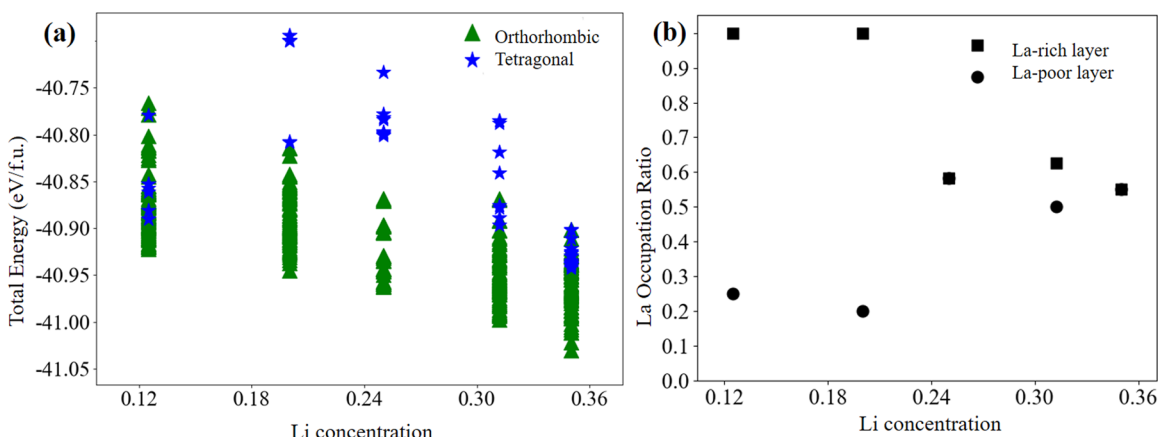 (a)
Orthorhombic
Tetragonal
-40.75
-40.80
-40.85
-40.90
-40.95
-41.00
-41.05
Total Energy (eV/f.u.)
0.12
0.18
0.24
0.30
0.36
Li concentration
(b)
La-rich layer
La-poor layer
0.9
0.8
0.7
0.6
0.5
0.4
0.3
0.2
0.1
0.0
La Occupation Ratio
0.12
0.18
0.24
0.30
0.36
Li concentration